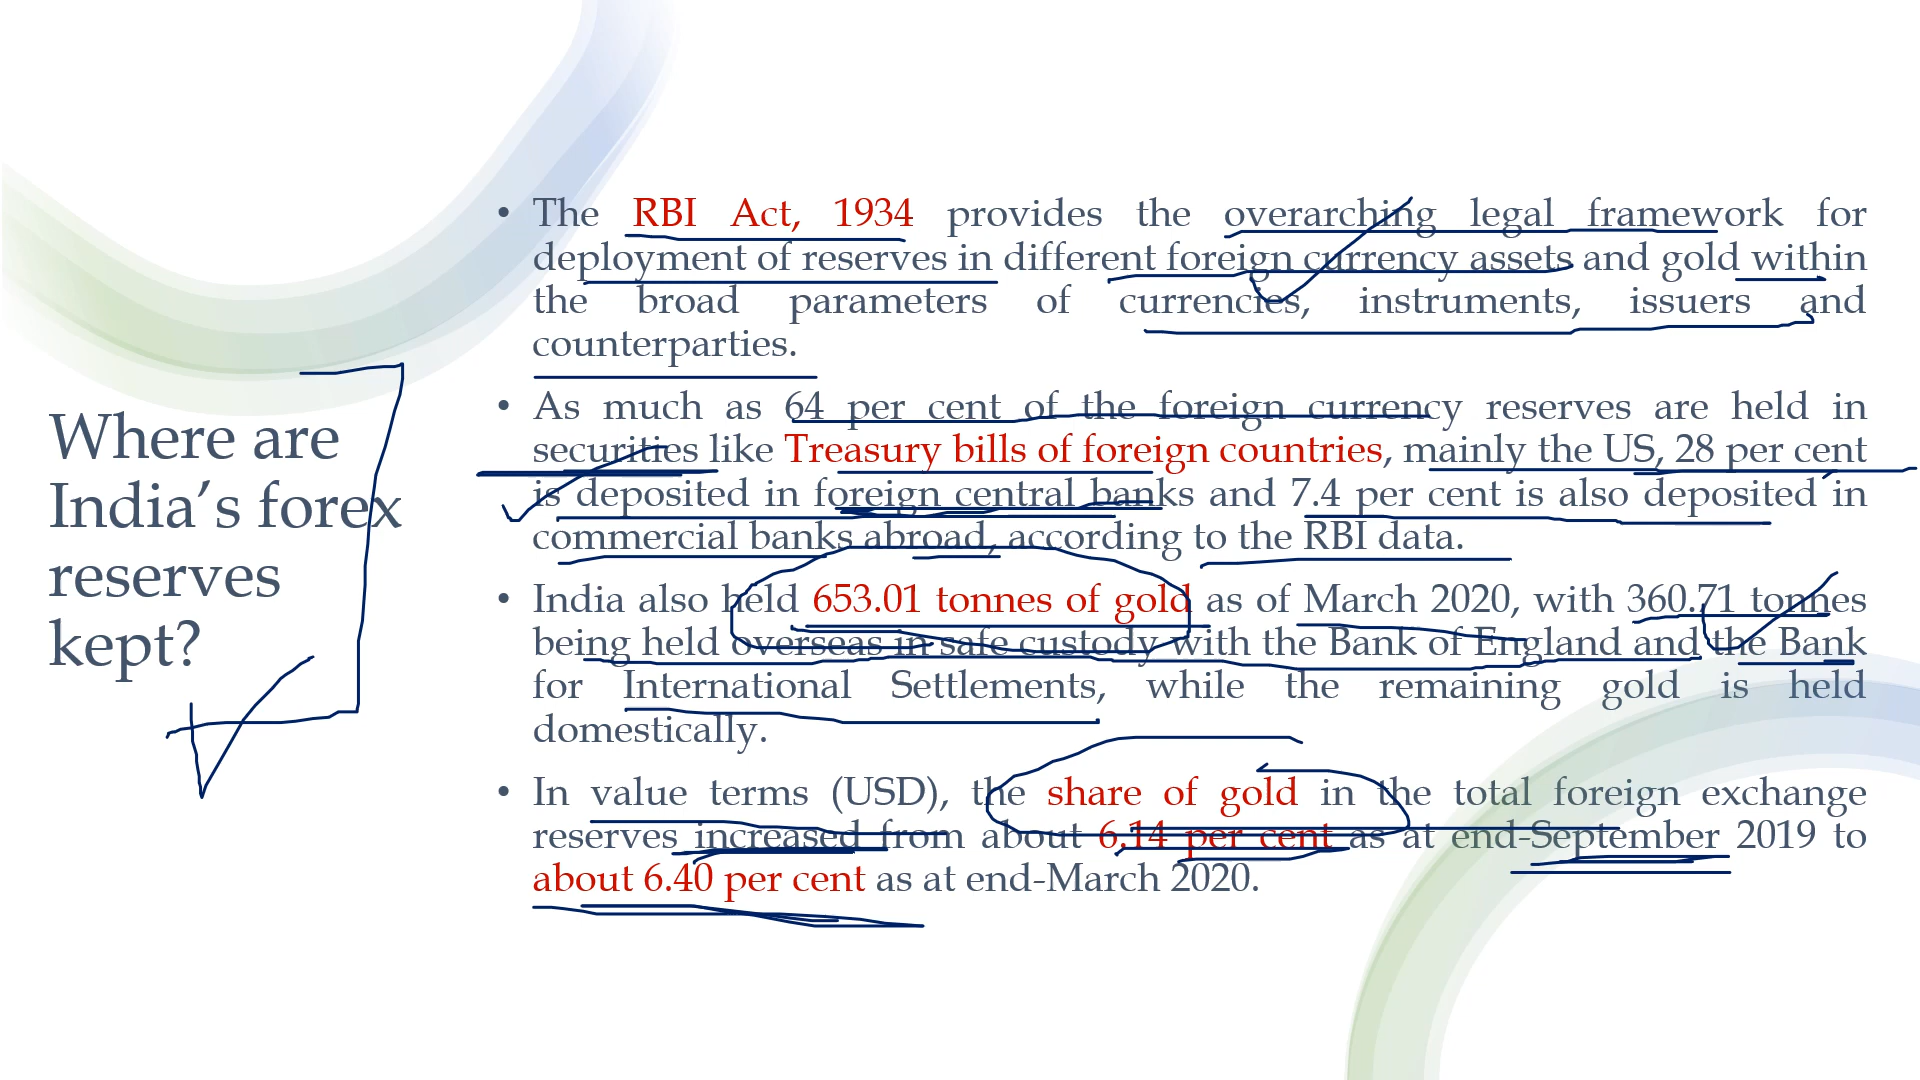 Where are
India’s forex
reserves
kept?
• The RBI Act, 1934 provides the overarching legal framework for
deployment of reserves in different foreign currency assets and gold within
the broad parameters of currencies, instruments, issuers and
counterparties.
• As much as 64 per cent of the foreign currency reserves are held in
securities like Treasury bills of foreign countries, mainly the US, 28 per cent
is deposited in foreign central banks and 7.4 per cent is also deposited in
commercial banks abroad, according to the RBI data.
• India also held 653.01 tonnes of gold as of March 2020, with 360.71 tonnes
being held overseas in safe custody with the Bank of England and the Bank
for International Settlements, while the remaining gold is held
domestically.
• In value terms (USD), the share of gold in the total foreign exchange
reserves increased from about 6.14 per cent as at end-September 2019 to
about 6.40 per cent as at end-March 2020.